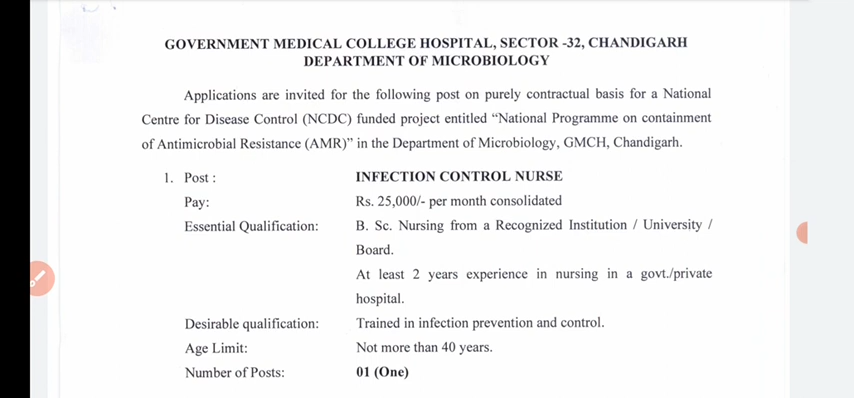 GOVERNMENT MEDICAL COLLEGE HOSPITAL, SECTOR -32, CHANDIGARH
DEPARTMENT OF MICROBIOLOGY
Applications are invited for the following post on purely contractual basis for a National
Centre for Disease Control (NCDC) funded project entitled “National Programme on containment
of Antimicrobial Resistance (AMR)” in the Department of Microbiology, GMCH, Chandigarh.
1. Post : INFECTION CONTROL NURSE
Pay: Rs. 25,000/- per month consolidated
Essential Qualification: B. Sc. Nursing from a Recognized Institution / University /
Board.
At least 2 years experience in nursing in a govt./private
hospital.
Desirable qualification: Trained in infection prevention and control.
Age Limit: Not more than 40 years.
Number of Posts: 01 (One)